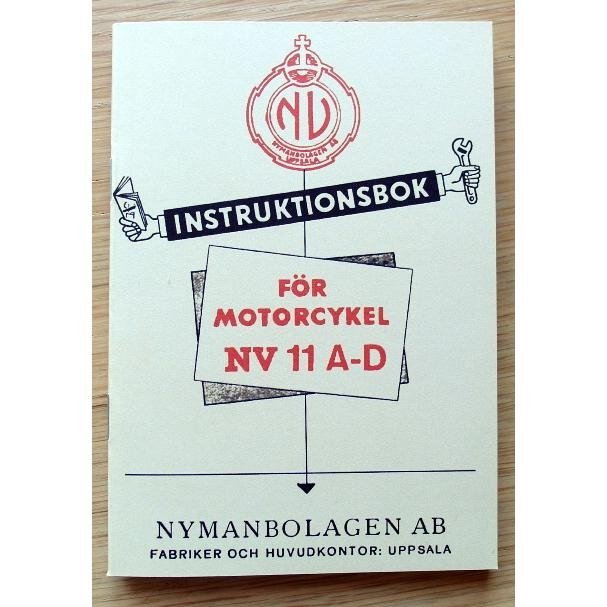 NV
NYMANBOLAGEN AB
UPPSALA
INSTRUKTIONSBOK
FÖR
MOTORCYKEL
NV 11 A-D
NYMANBOLAGEN AB
FABRIKER OCH HUVUDKONTOR: UPPSALA